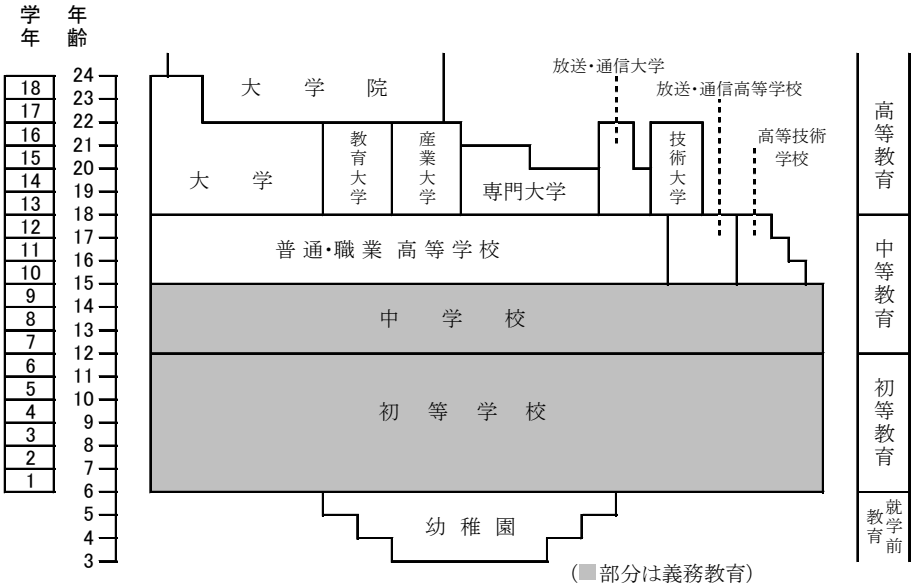 学年
年齢
18
17
16
15
14
13
12
11
10
9
8
7
6
5
4
3
2
1
24
23
22
21
20
19
18
17
16
15
14
13
12
11
10
9
8
7
6
5
4
3
大学院
放送・通信大学
放送・通信高等学校
高等技術
学校
大学
教育大学
産業大学
専門大学
技術大学
普通・職業 高等学校
中学校
初等学校
幼稚園
高等教育
中等教育
初等教育
就学前
教育
(■部分は義務教育)